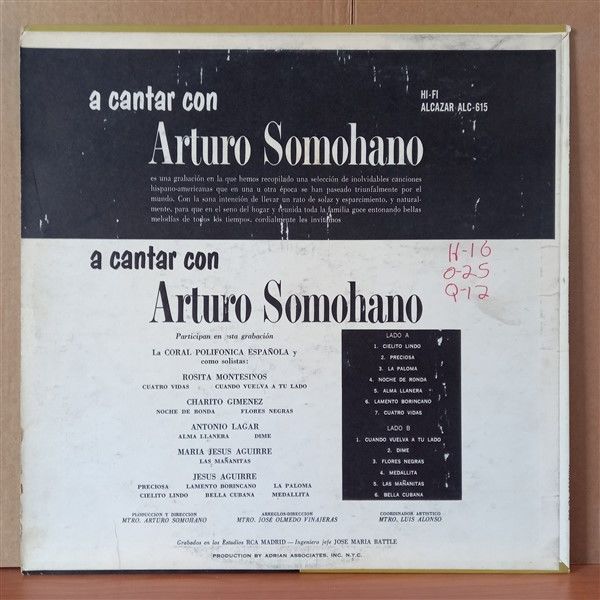 a cantar con
Arturo Somohano
HI-FI
ALCAZAR ALC-615
es una grabación en la que hemos recopilado una selección de inolvidables canciones
hispano-americanas que en una u otra época se han paseado triunfalmente por el
mundo. Con la sana intención de llevar un rato de solaz y esparcimiento, y natural-
mente, para que en el seno del hogar y reunida toda la familia goce entonando bellas
melodías de todos los tiempos, cordialmente les invitamos
a cantar con
Arturo Somohano
H-16
O-25
Q-12
Participan en esta grabación
La CORAL POLIFONICA ESPAÑOLA y
como solistas:
ROSITA MONTESINOS
CUATRO VIDAS CUANDO VUELVA A TU LADO
CHARITO GIMENEZ
NOCHE DE RONDA FLORES NEGRAS
ANTONIO LAGAR
ALMA LLANERA DIME
MARIA JESUS AGUIRRE
LAS MAÑANITAS
JESUS AGUIRRE
PRECIOSA LAMENTO BORINCANO LA PALOMA
CIELITO LINDO BELLA CUBANA MEDALLITA
LADO A
1. CIELITO LINDO
2. PRECIOSA
3. LA PALOMA
4. NOCHE DE RONDA
5. ALMA LLANERA
6. LAMENTO BORINCANO
7. CUATRO VIDAS
LADO B
1. CUANDO VUELVA A TU LADO
2. DIME
3. FLORES NEGRAS
4. MEDALLITA
5. LAS MAÑANITAS
6. BELLA CUBANA
PRODUCCION Y DIRECCION
MTRO. ARTURO SOMOHANO
ARREGLOS-DIRECCION
MTRO. JOSE OLMEDO VINAJERAS
COORDINADOR ARTISTICO
MTRO. LUIS ALONSO
Grabados en los Estudios RCA MADRID — Ingeniero jefe JOSE MARIA BATTLE
PRODUCTION BY ADRIAN ASSOCIATES, INC. N.Y.C.